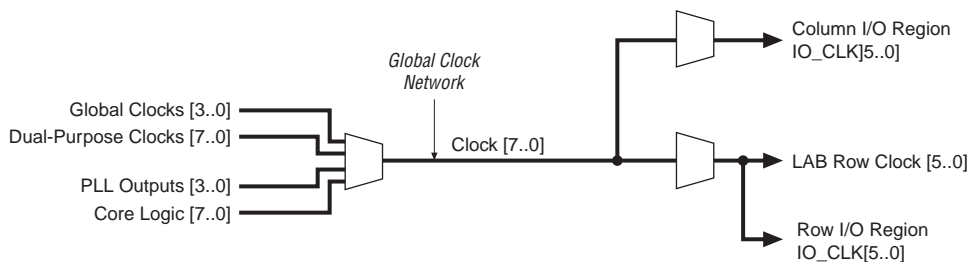 Column I/O Region
IO_CLK]5..0]
Global Clock
Network
Global Clocks [3..0]
Dual-Purpose Clocks [7..0]
Clock [7..0]
PLL Outputs [3..0]
Core Logic [7..0]
LAB Row Clock [5..0]
Row I/O Region
IO_CLK[5..0]